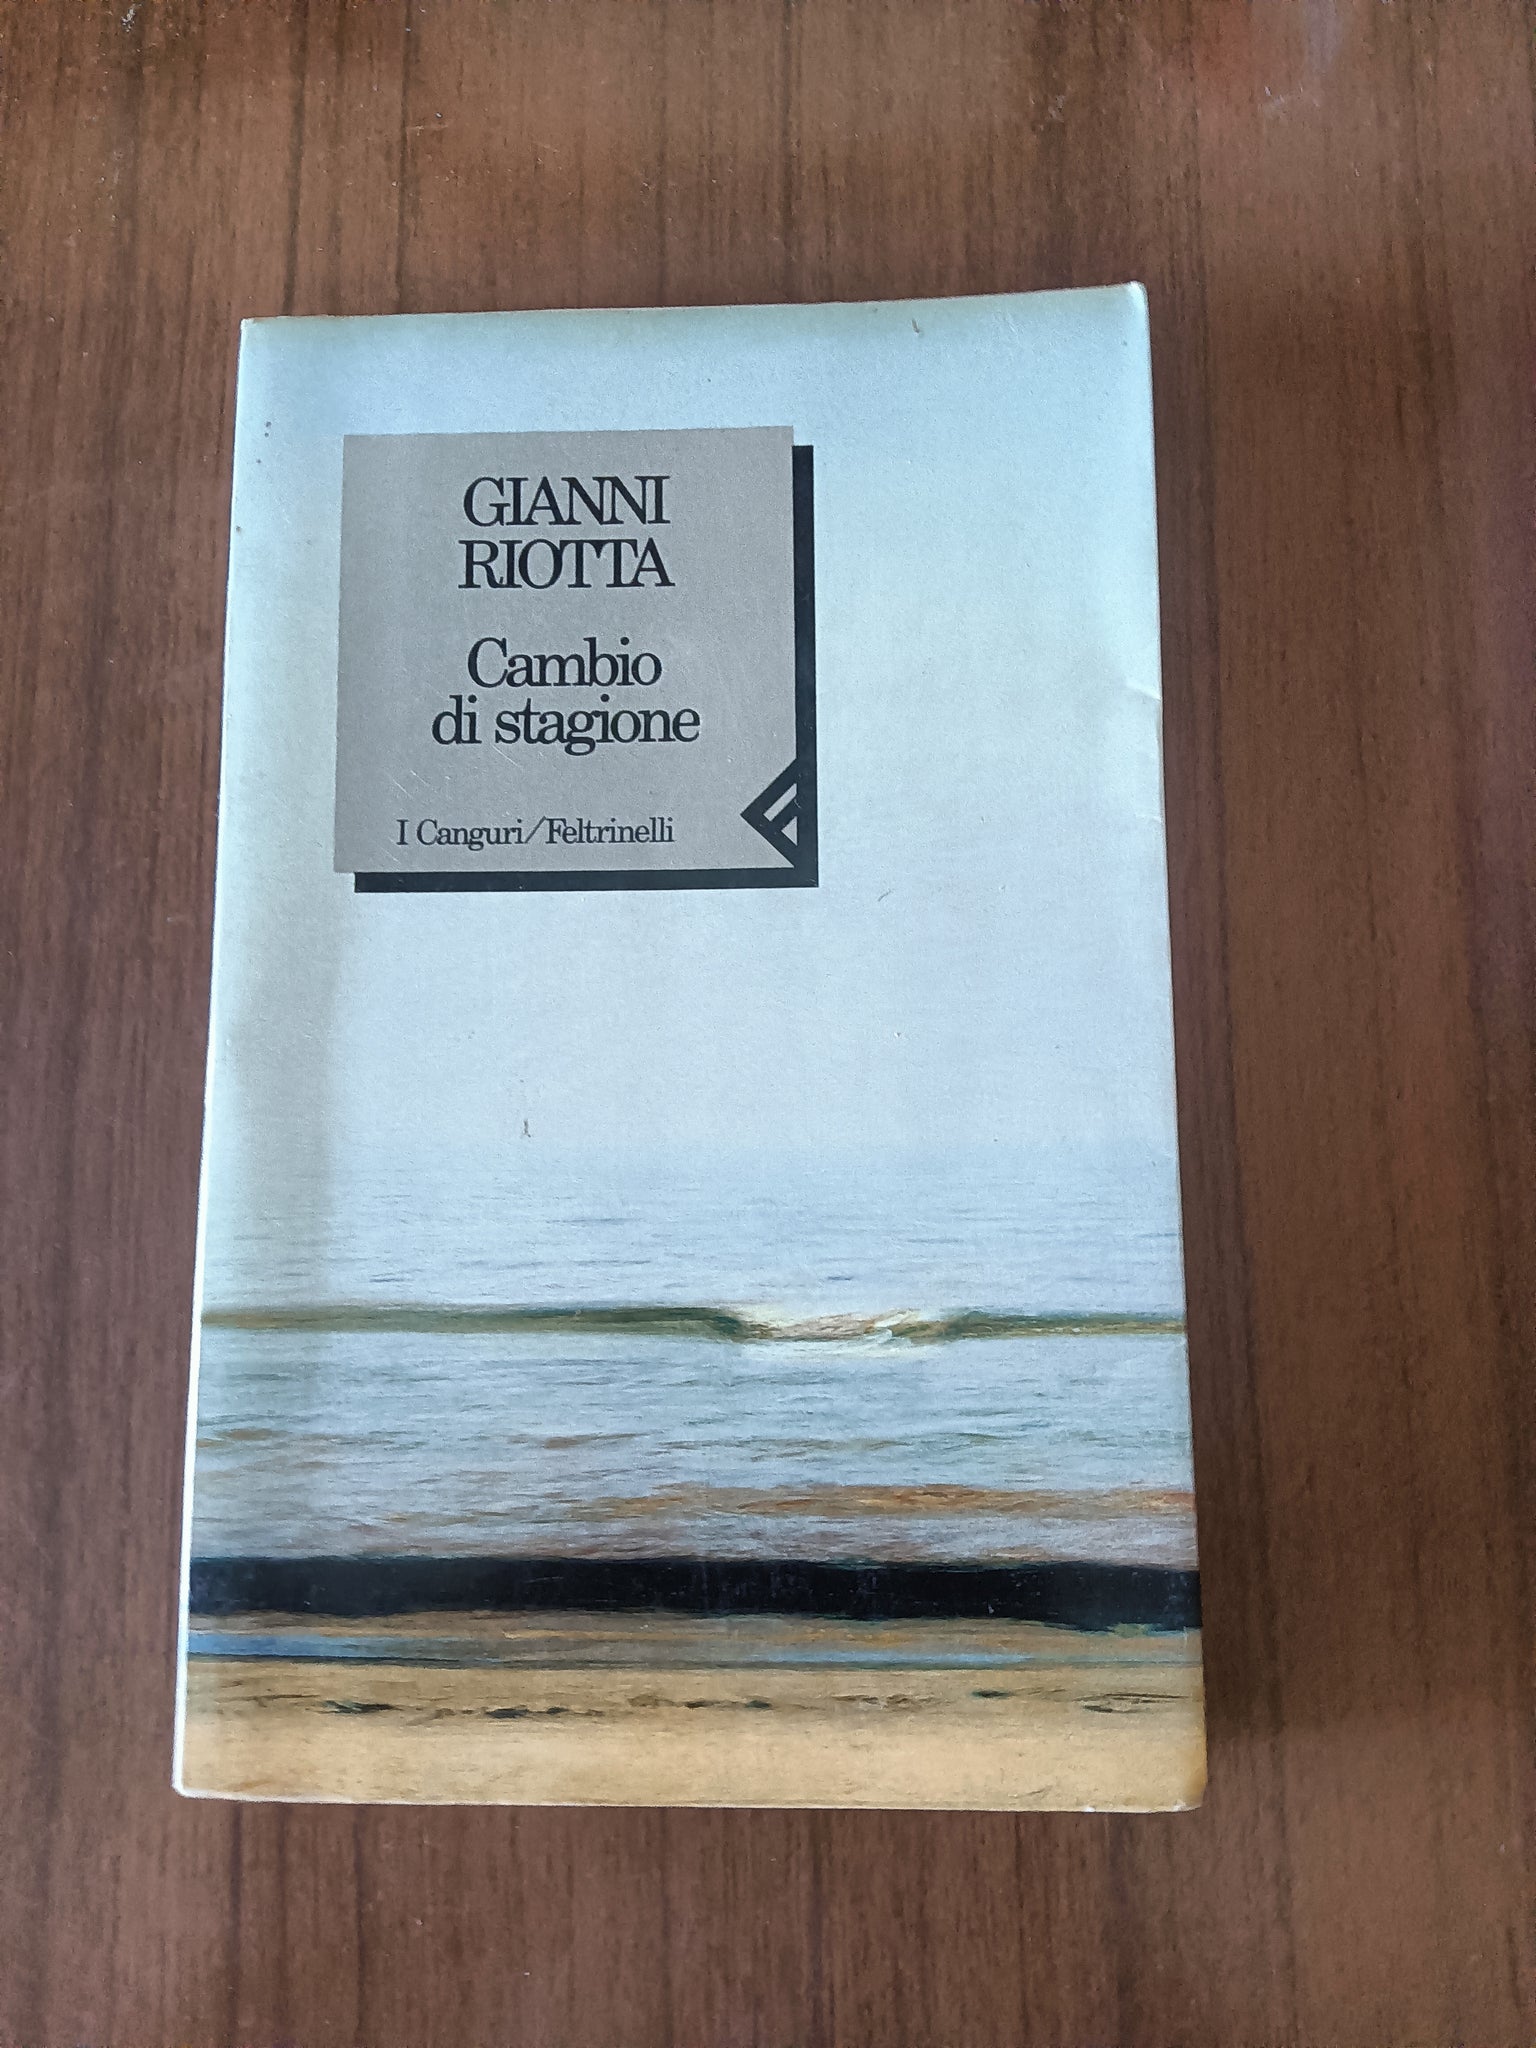 GIANNI
RIOTTA
Cambio
di stagione
I Canguri/Feltrinelli